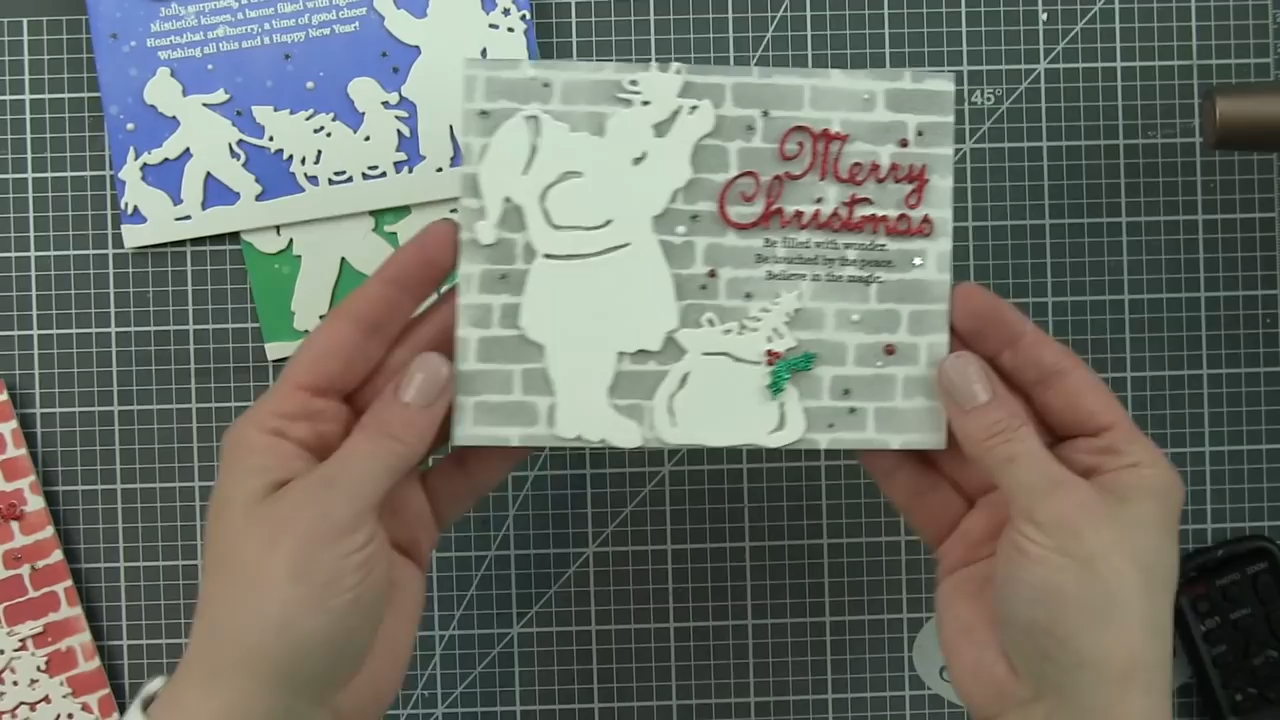 Jolly surprises, a
Mistletoe kisses, a home filled with
Hearts that are merry, a time of good cheer
Wishing all this and a Happy New Year!
45°
Merry
Christmas
Be filled with wonder.
Be touched by the peace.
Believe in the magic.
PHOTO ZOOM